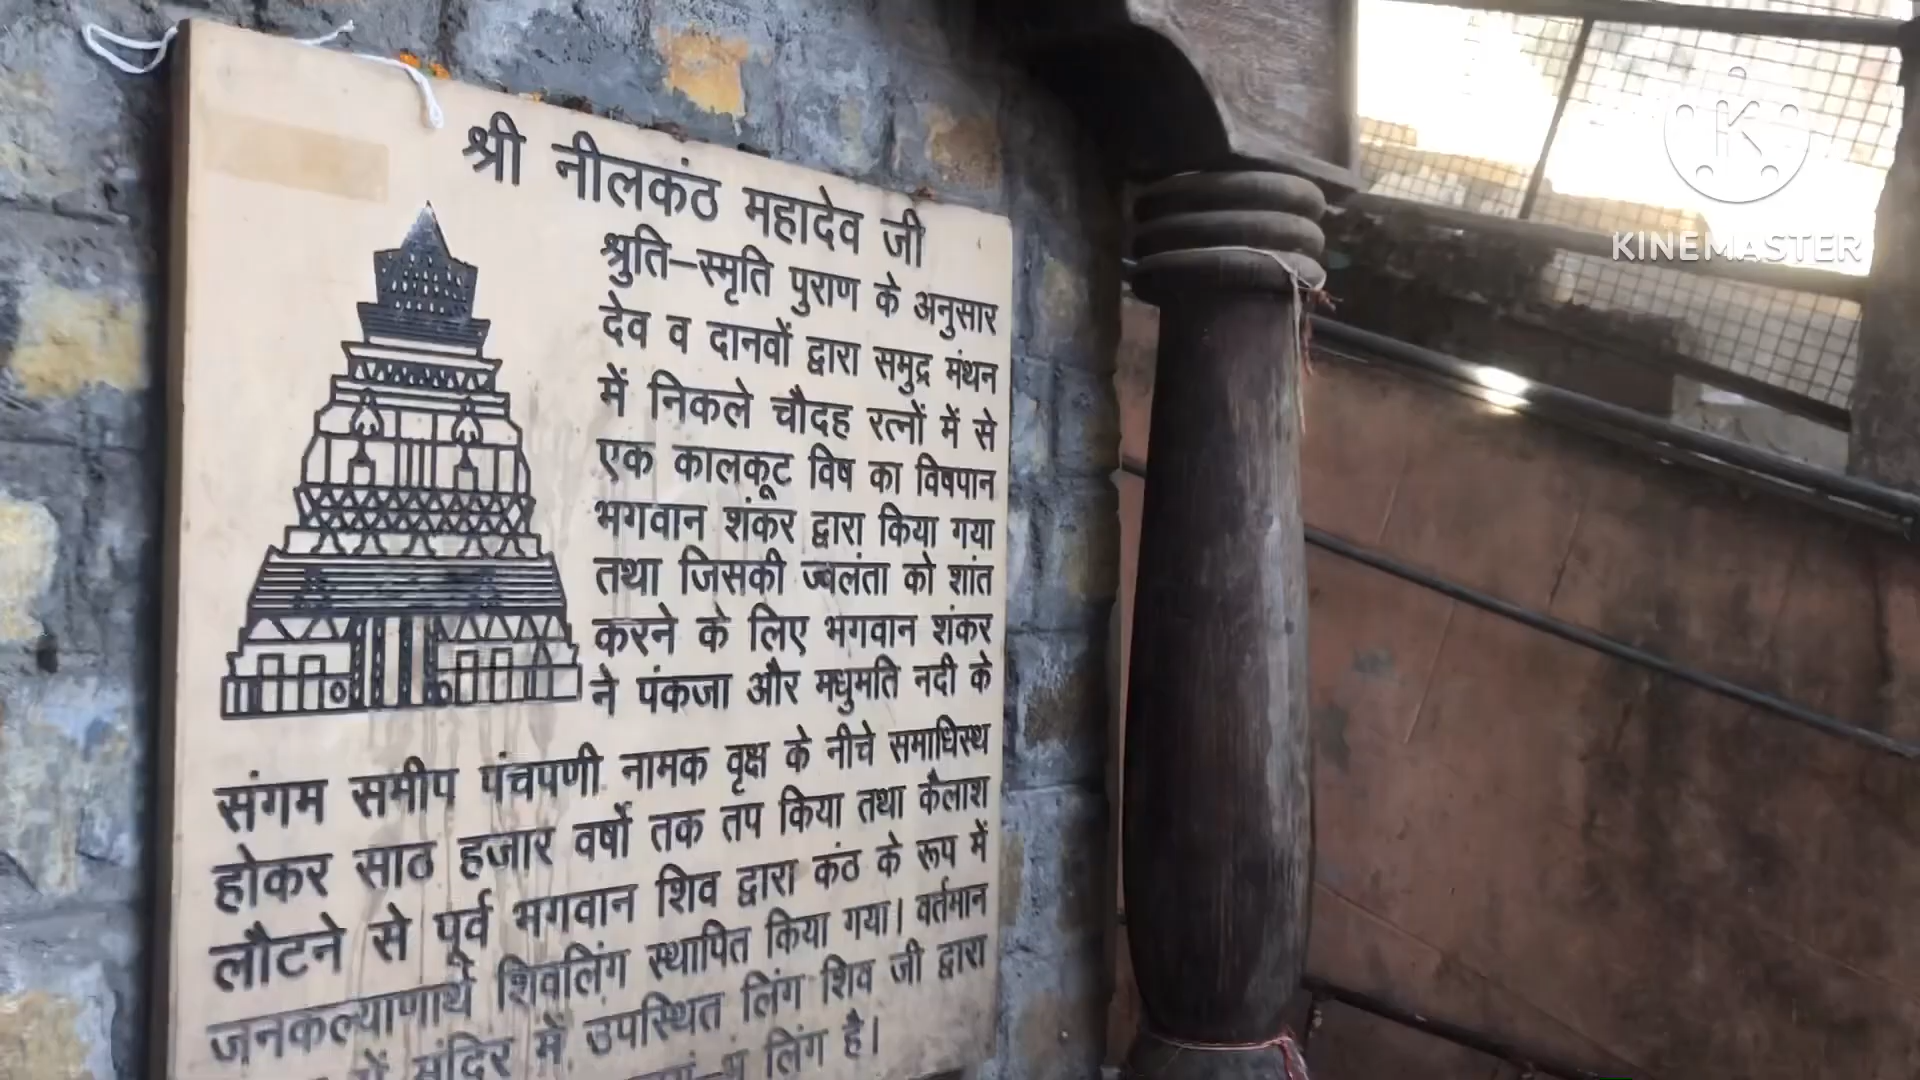 श्री नीलकंठ महादेव जी
श्रुति–स्मृति पुराण के अनुसार
देव व दानवों द्वारा समुद्र मंथन
में निकले चौदह रत्नों में से
एक कालकूट विष का विषपान
भगवान शंकर द्वारा किया गया
तथा जिसकी ज्वलंता को शांत
करने के लिए भगवान शंकर
ने पंकजा और मधुमति नदी के
संगम समीप पंचपणी नामक वृक्ष के नीचे समाधिस्थ
होकर साठ हजार वर्षो तक तप किया तथा कैलाश
लौटने से पूर्व भगवान शिव द्वारा कंठ के रूप में
जनकल्याणार्थ शिवलिंग स्थापित किया गया। वर्तमान
में मंदिर में उपस्थित लिंग शिव जी द्वारा
लिंग है।
KINEMASTER